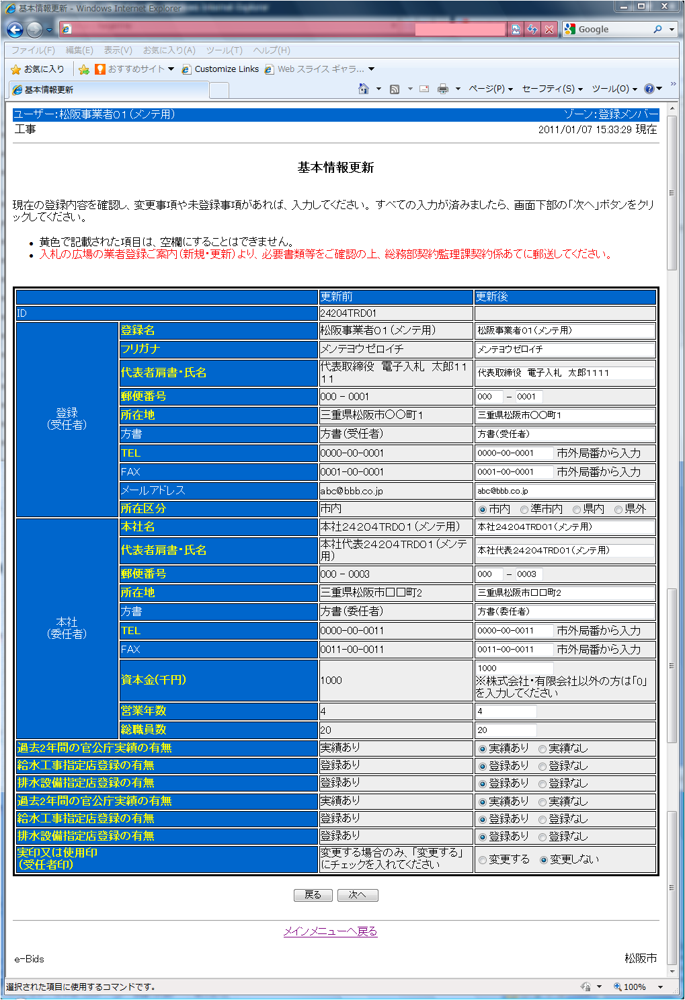 基本情報更新 - Windows Internet Explorer
Google
ファイル(F) 編集(E) 表示(V) お気に入り(A) ツール(T) ヘルプ(H)
お気に入り おすすめサイト Customize Links Web スライス ギャラ...
基本情報更新 ページ(P) セーフティ(S) ツール(O) »
ユーザー：松阪事業者０１（メンテ用） ゾーン：登録メンバー
工事 2011/01/07 15:33:29 現在
基本情報更新
現在の登録内容を確認し、変更事項や未登録事項があれば、入力してください。 すべての入力が済みましたら、画面下部の「次へ」ボタンをクリ
ックしてください。
• 黄色で記載された項目は、空欄にすることはできません。
• 入札の広場の業者登録ご案内（新規・更新）より、必要書類等をご確認の上、総務部契約監理課契約係あてに郵送してください。
更新前 更新後
ID 24204TRD01
登録
（受任者）
登録名 松阪事業者０１（メンテ用） 松阪事業者０１（メンテ用）
フリガナ メンテヨウゼロイチ メンテヨウゼロイチ
代表者肩書・氏名 代表取締役　電子入札　太郎１１
１１ 代表取締役　電子入札　太郎１１１１
郵便番号 000 - 0001 000 - 0001
所在地 三重県松阪市〇〇町1 三重県松阪市〇〇町1
方書 方書（受任者） 方書（受任者）
TEL 0000-00-0001 0000-00-0001 市外局番から入力
FAX 0001-00-0001 0001-00-0001 市外局番から入力
メールアドレス abc@bbb.co.jp abc@bbb.co.jp
所在区分 市内 市内 準市内 県内 県外
本社
（委任者）
本社名 本社２４２０４TRD０１（メンテ用） 本社２４２０４TRD０１（メンテ用）
代表者肩書・氏名 本社代表２４２０４TRD０１（メンテ
用） 本社代表２４２０４TRD０１（メンテ用）
郵便番号 000 - 0003 000 - 0003
所在地 三重県松阪市□□町2 三重県松阪市□□町2
方書 方書（委任者） 方書（委任者）
TEL 0000-00-0011 0000-00-0011 市外局番から入力
FAX 0011-00-0011 0011-00-0011 市外局番から入力
資本金(千円) 1000 1000
※株式会社・有限会社以外の方は「0」
を入力してください
営業年数 4 4
総職員数 20 20
過去2年間の官公庁実績の有無 実績あり 実績あり 実績なし
給水工事指定店登録の有無 登録あり 登録あり 登録なし
排水設備指定店登録の有無 登録あり 登録あり 登録なし
過去2年間の官公庁実績の有無 実績あり 実績あり 実績なし
給水工事指定店登録の有無 登録あり 登録あり 登録なし
排水設備指定店登録の有無 登録あり 登録あり 登録なし
実印又は使用印
（受任者印） 変更する場合のみ、「変更する」
にチェックを入れてください 変更する 変更しない
戻る 次へ
メインメニューへ戻る
e-Bids 松阪市
選択された項目に使用するコマンドです。 100%